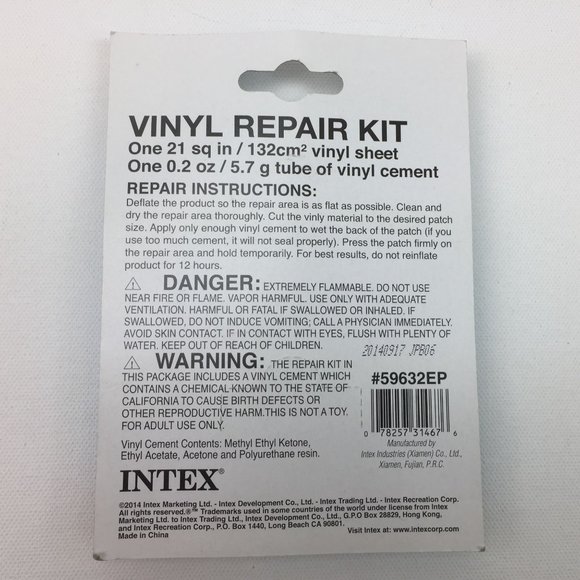 VINYL REPAIR KIT
One 21 sq in / 132cm² vinyl sheet
One 0.2 oz / 5.7 g tube of vinyl cement
REPAIR INSTRUCTIONS:
Deflate the product so the repair area is as flat as possible. Clean and
dry the repair area thoroughly. Cut the vinly material to the desired patch
size. Apply only enough vinyl cement to wet the back of the patch (if you
use too much cement, it will not seal properly). Press the patch firmly on
the repair area and hold temporarily. For best results, do not reinflate
product for 12 hours.
DANGER: EXTREMELY FLAMMABLE. DO NOT USE
NEAR FIRE OR FLAME. VAPOR HARMFUL. USE ONLY WITH ADEQUATE
VENTILATION. HARMFUL OR FATAL IF SWALLOWED OR INHALED. IF
SWALLOWED, DO NOT INDUCE VOMITING; CALL A PHYSICIAN IMMEDIATELY.
AVOID SKIN CONTACT. IF IN CONTACT WITH EYES, FLUSH WITH PLENTY OF
WATER. KEEP OUT OF REACH OF CHILDREN.
20140917 JPB06
WARNING: THE REPAIR KIT IN
THIS PACKAGE INCLUDES A VINYL CEMENT WHICH
CONTAINS A CHEMICAL KNOWN TO THE STATE OF
CALIFORNIA TO CAUSE BIRTH DEFECTS OR
OTHER REPRODUCTIVE HARM.THIS IS NOT A TOY.
FOR ADULT USE ONLY.
#59632EP
0 78257 31467 6
Vinyl Cement Contents: Methyl Ethyl Ketone,
Ethyl Acetate, Acetone and Polyurethane resin.
Manufactured by
Intex Industries (Xiamen) Co., Ltd.
Xiamen, Fujian, P.R.C.
INTEX®
©2014 Intex Marketing Ltd. - Intex Development Co., Ltd. - Intex Trading Ltd. - Intex Recreation Corp.
All rights reserved.®™ Trademarks used in some countries of the world under license from Intex
Marketing Ltd. to Intex Trading Ltd., Intex Development Co., Ltd., G.P.O Box 28829, Hong Kong,
and Intex Recreation Corp., P.O. Box 1440, Long Beach CA 90801.
Made in China
Visit Intex at: www.intexcorp.com